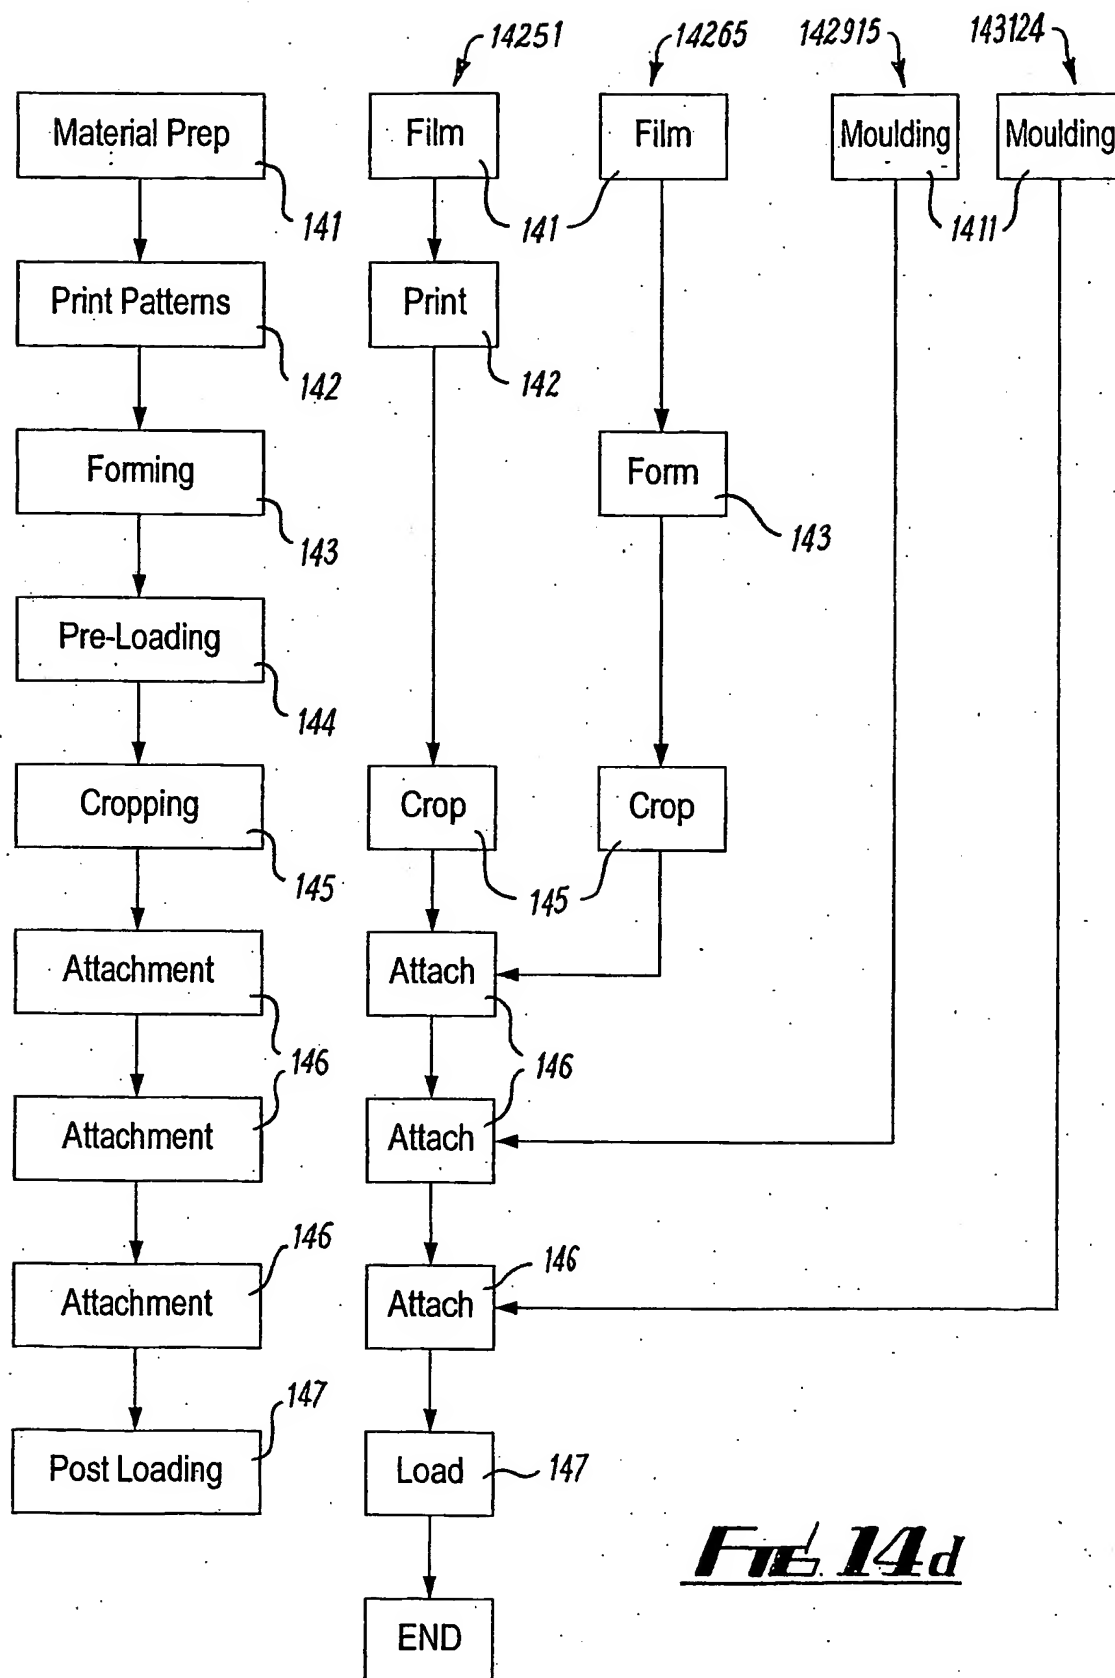 14251 14265 142915 143124
Material Prep Film Film Moulding Moulding
141 141 1411
Print Patterns Print
142 142
Forming Form
143 143
Pre-Loading
144
Cropping Crop Crop
145 145
Attachment Attach
146 146
Attachment Attach
146 146
Attachment Attach
147
Post Loading Load 147
FIG. 14d
END